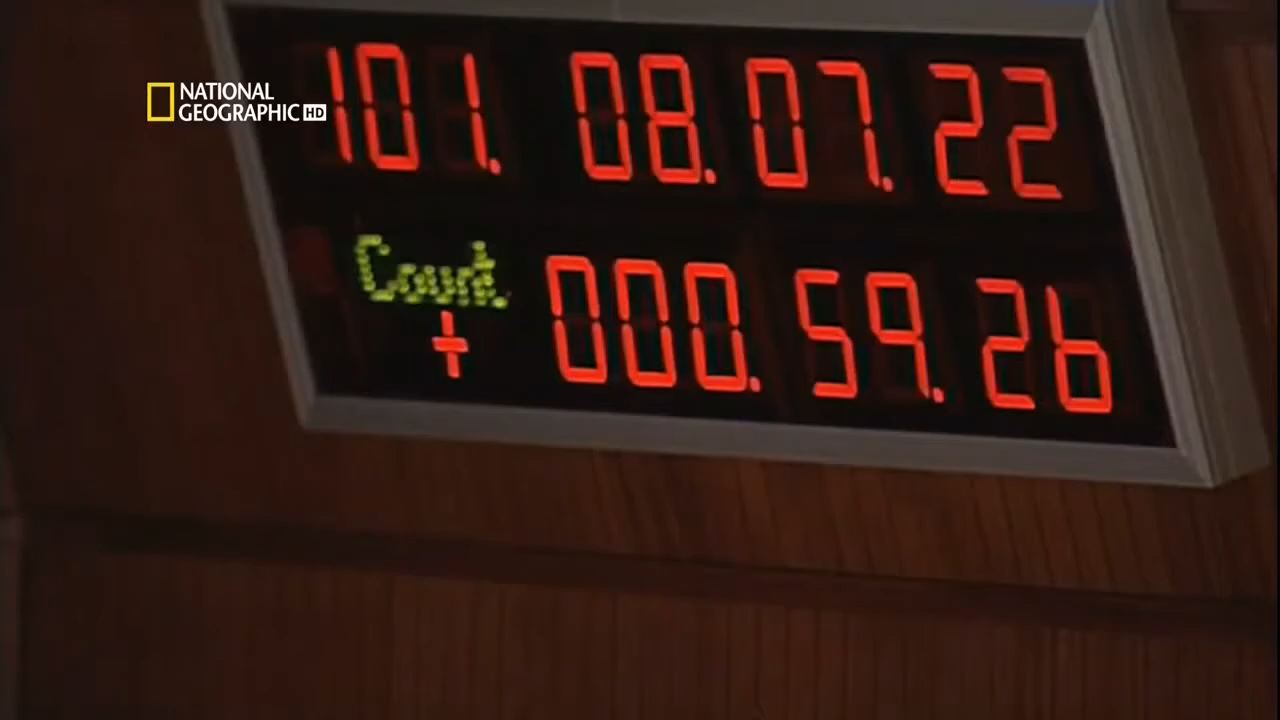 NATIONAL
GEOGRAPHIC HD
101. 08.07.22
Count.
+ 000.59.26